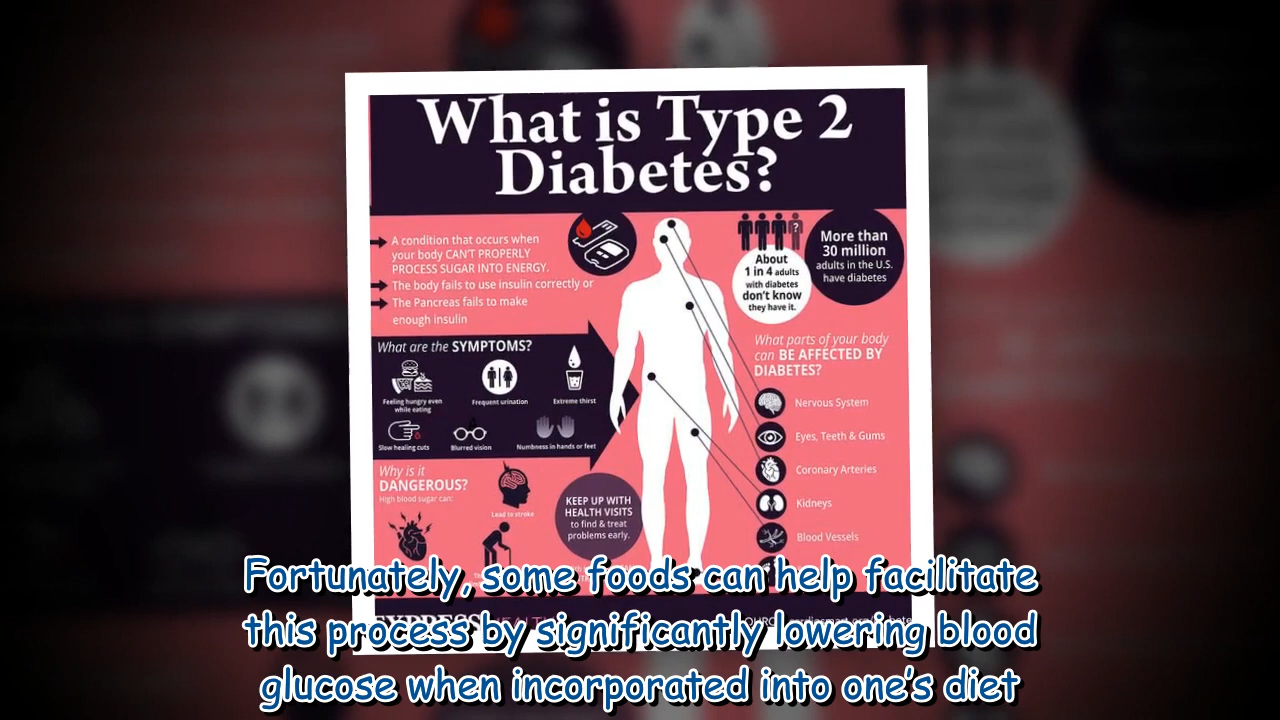 What is Type 2
Diabetes?
A condition that occurs when
your body CAN'T PROPERLY
PROCESS SUGAR INTO ENERGY.
The body fails to use insulin correctly or
The Pancreas fails to make
enough insulin
?
About
1 in 4 adults
with diabetes
don't know
they have it.
More than
30 million
adults in the U.S.
have diabetes
What are the SYMPTOMS?
Feeling hungry even
while eating
Frequent urination
Extreme thirst
Slow healing cuts
Blurred vision
Numbness in hands or feet
What parts of your body
can BE AFFECTED BY
DIABETES?
Nervous System
Eyes, Teeth & Gums
Coronary Arteries
Kidneys
Blood Vessels
Why is it
DANGEROUS?
High blood sugar can:
Lead to stroke
KEEP UP WITH
HEALTH VISITS
to find & treat
problems early.
Fortunately, some foods can help facilitate
this process by significantly lowering blood
glucose when incorporated into one's diet